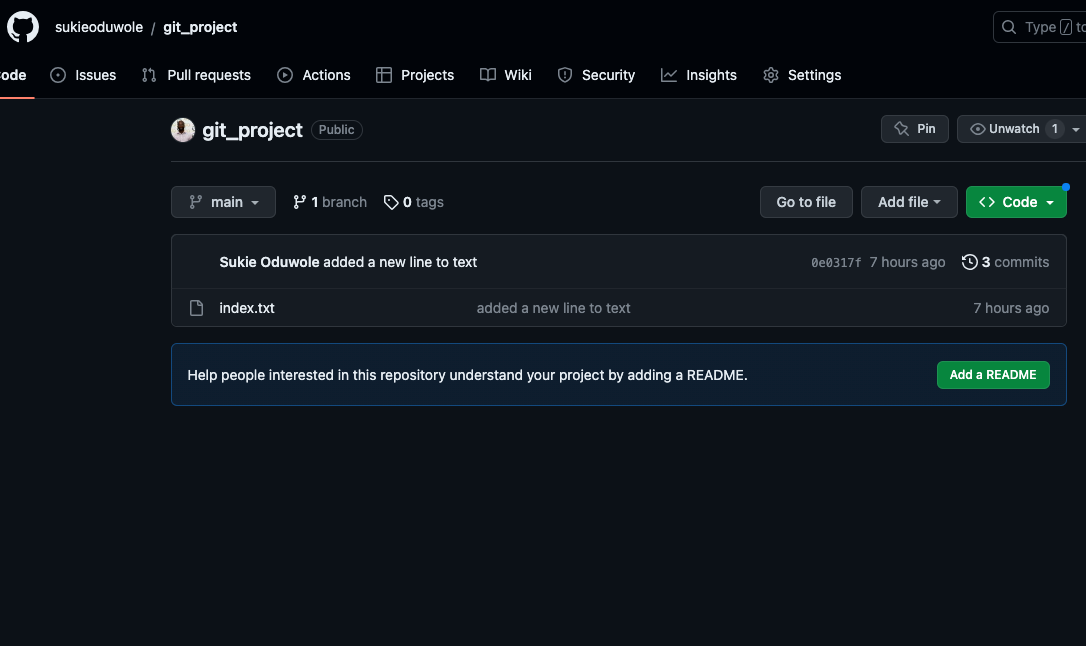 sukieoduwole / git_project
Type / to
ode Issues Pull requests Actions Projects Wiki Security Insights Settings
git_project Public Pin Unwatch 1
main 1 branch 0 tags Go to file Add file <> Code
Sukie Oduwole added a new line to text 0e0317f 7 hours ago 3 commits
index.txt added a new line to text 7 hours ago
Help people interested in this repository understand your project by adding a README. Add a README